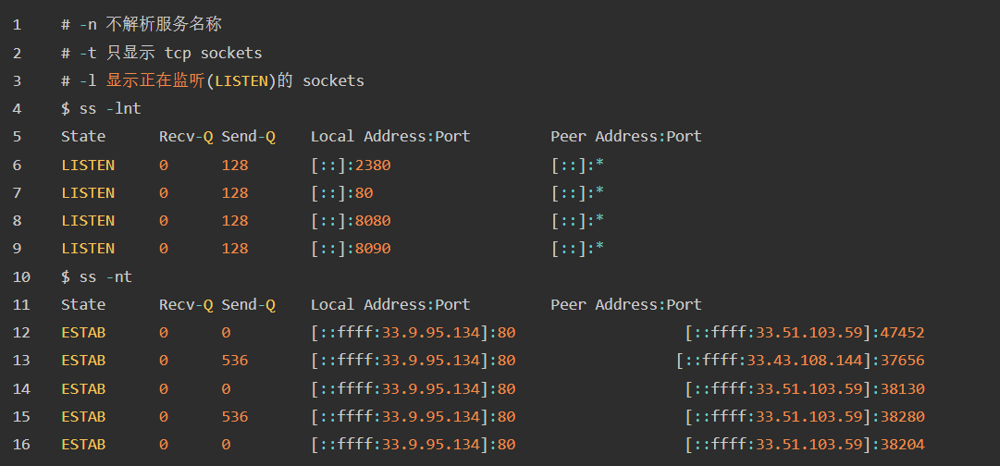 1 # -n 不解析服务名称
2 # -t 只显示 tcp sockets
3 # -l 显示正在监听(LISTEN)的 sockets
4 $ ss -lnt
5 State Recv-Q Send-Q Local Address:Port Peer Address:Port
6 LISTEN 0 128 [::]:2380 [::]:*
7 LISTEN 0 128 [::]:80 [::]:*
8 LISTEN 0 128 [::]:8080 [::]:*
9 LISTEN 0 128 [::]:8090 [::]:*
10 $ ss -nt
11 State Recv-Q Send-Q Local Address:Port Peer Address:Port
12 ESTAB 0 0 [::ffff:33.9.95.134]:80 [::ffff:33.51.103.59]:47452
13 ESTAB 0 536 [::ffff:33.9.95.134]:80 [::ffff:33.43.108.144]:37656
14 ESTAB 0 0 [::ffff:33.9.95.134]:80 [::ffff:33.51.103.59]:38130
15 ESTAB 0 536 [::ffff:33.9.95.134]:80 [::ffff:33.51.103.59]:38280
16 ESTAB 0 0 [::ffff:33.9.95.134]:80 [::ffff:33.51.103.59]:38204